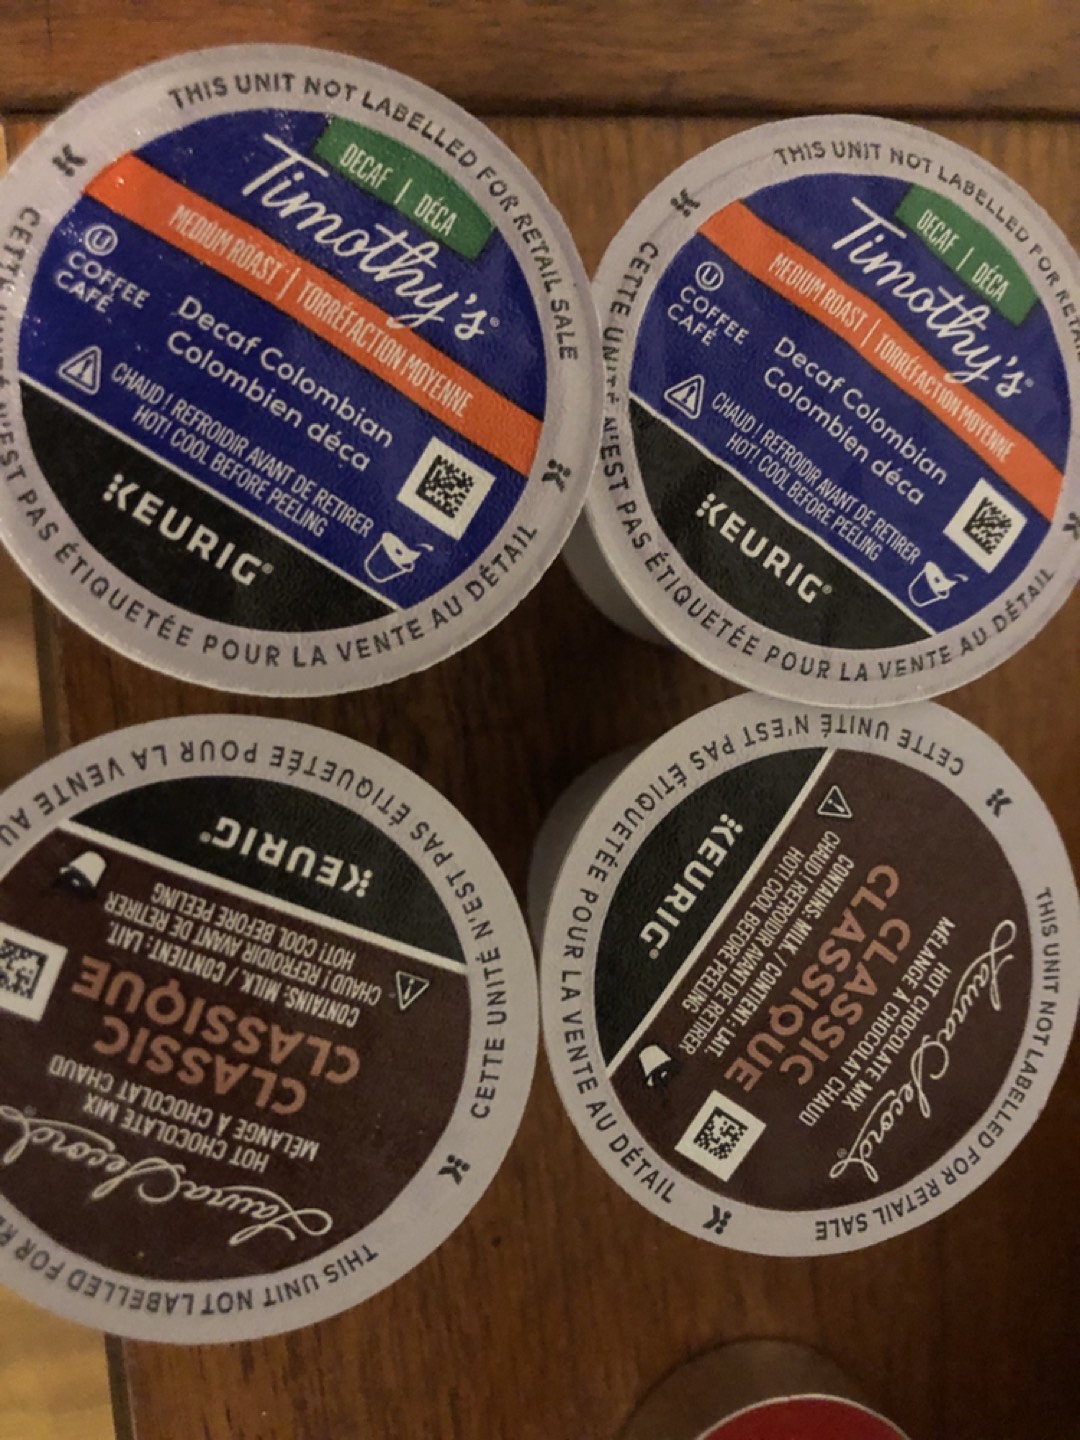 THIS UNIT NOT LABELLED FOR RETAIL SALE
DECAF | DÉCA
Timothy's®
MEDIUM ROAST | TORRÉFACTION MOYENNE
U
COFFEE
CAFÉ
Decaf Colombian
Colombien déca
CHAUD ! REFROIDIR AVANT DE RETIRER
HOT! COOL BEFORE PEELING
KEURIG®
CETTE UNITÉ N'EST PAS ÉTIQUETÉE POUR LA VENTE AU DÉTAIL
THIS UNIT NOT LABELLED FOR RETAIL
DECAF | DÉCA
Timothy's®
MEDIUM ROAST | TORRÉFACTION MOYENNE
U
COFFEE
CAFÉ
Decaf Colombian
Colombien déca
CHAUD ! REFROIDIR AVANT DE RETIRER
HOT! COOL BEFORE PEELING
KEURIG®
CETTE UNITÉ N'EST PAS ÉTIQUETÉE POUR LA VENTE AU DÉTAIL
THIS UNIT NOT LABELLED FOR
Laura Secord®
HOT CHOCOLATE MIX
MÉLANGE À CHOCOLAT CHAUD
CLASSIC
CLASSIQUE
CONTAINS: MILK. / CONTIENT : LAIT.
CHAUD ! REFROIDIR AVANT DE RETIRER
HOT! COOL BEFORE PEELING
KEURIG®
CETTE UNITÉ N'EST PAS ÉTIQUETÉE POUR LA VENTE AU
THIS UNIT NOT LABELLED FOR RETAIL SALE
Laura Secord®
HOT CHOCOLATE MIX
MÉLANGE À CHOCOLAT CHAUD
CLASSIC
CLASSIQUE
CONTAINS: MILK. / CONTIENT : LAIT.
CHAUD ! REFROIDIR AVANT DE RETIRER
HOT! COOL BEFORE PEELING
KEURIG®
CETTE UNITÉ N'EST PAS ÉTIQUETÉE POUR LA VENTE AU DÉTAIL